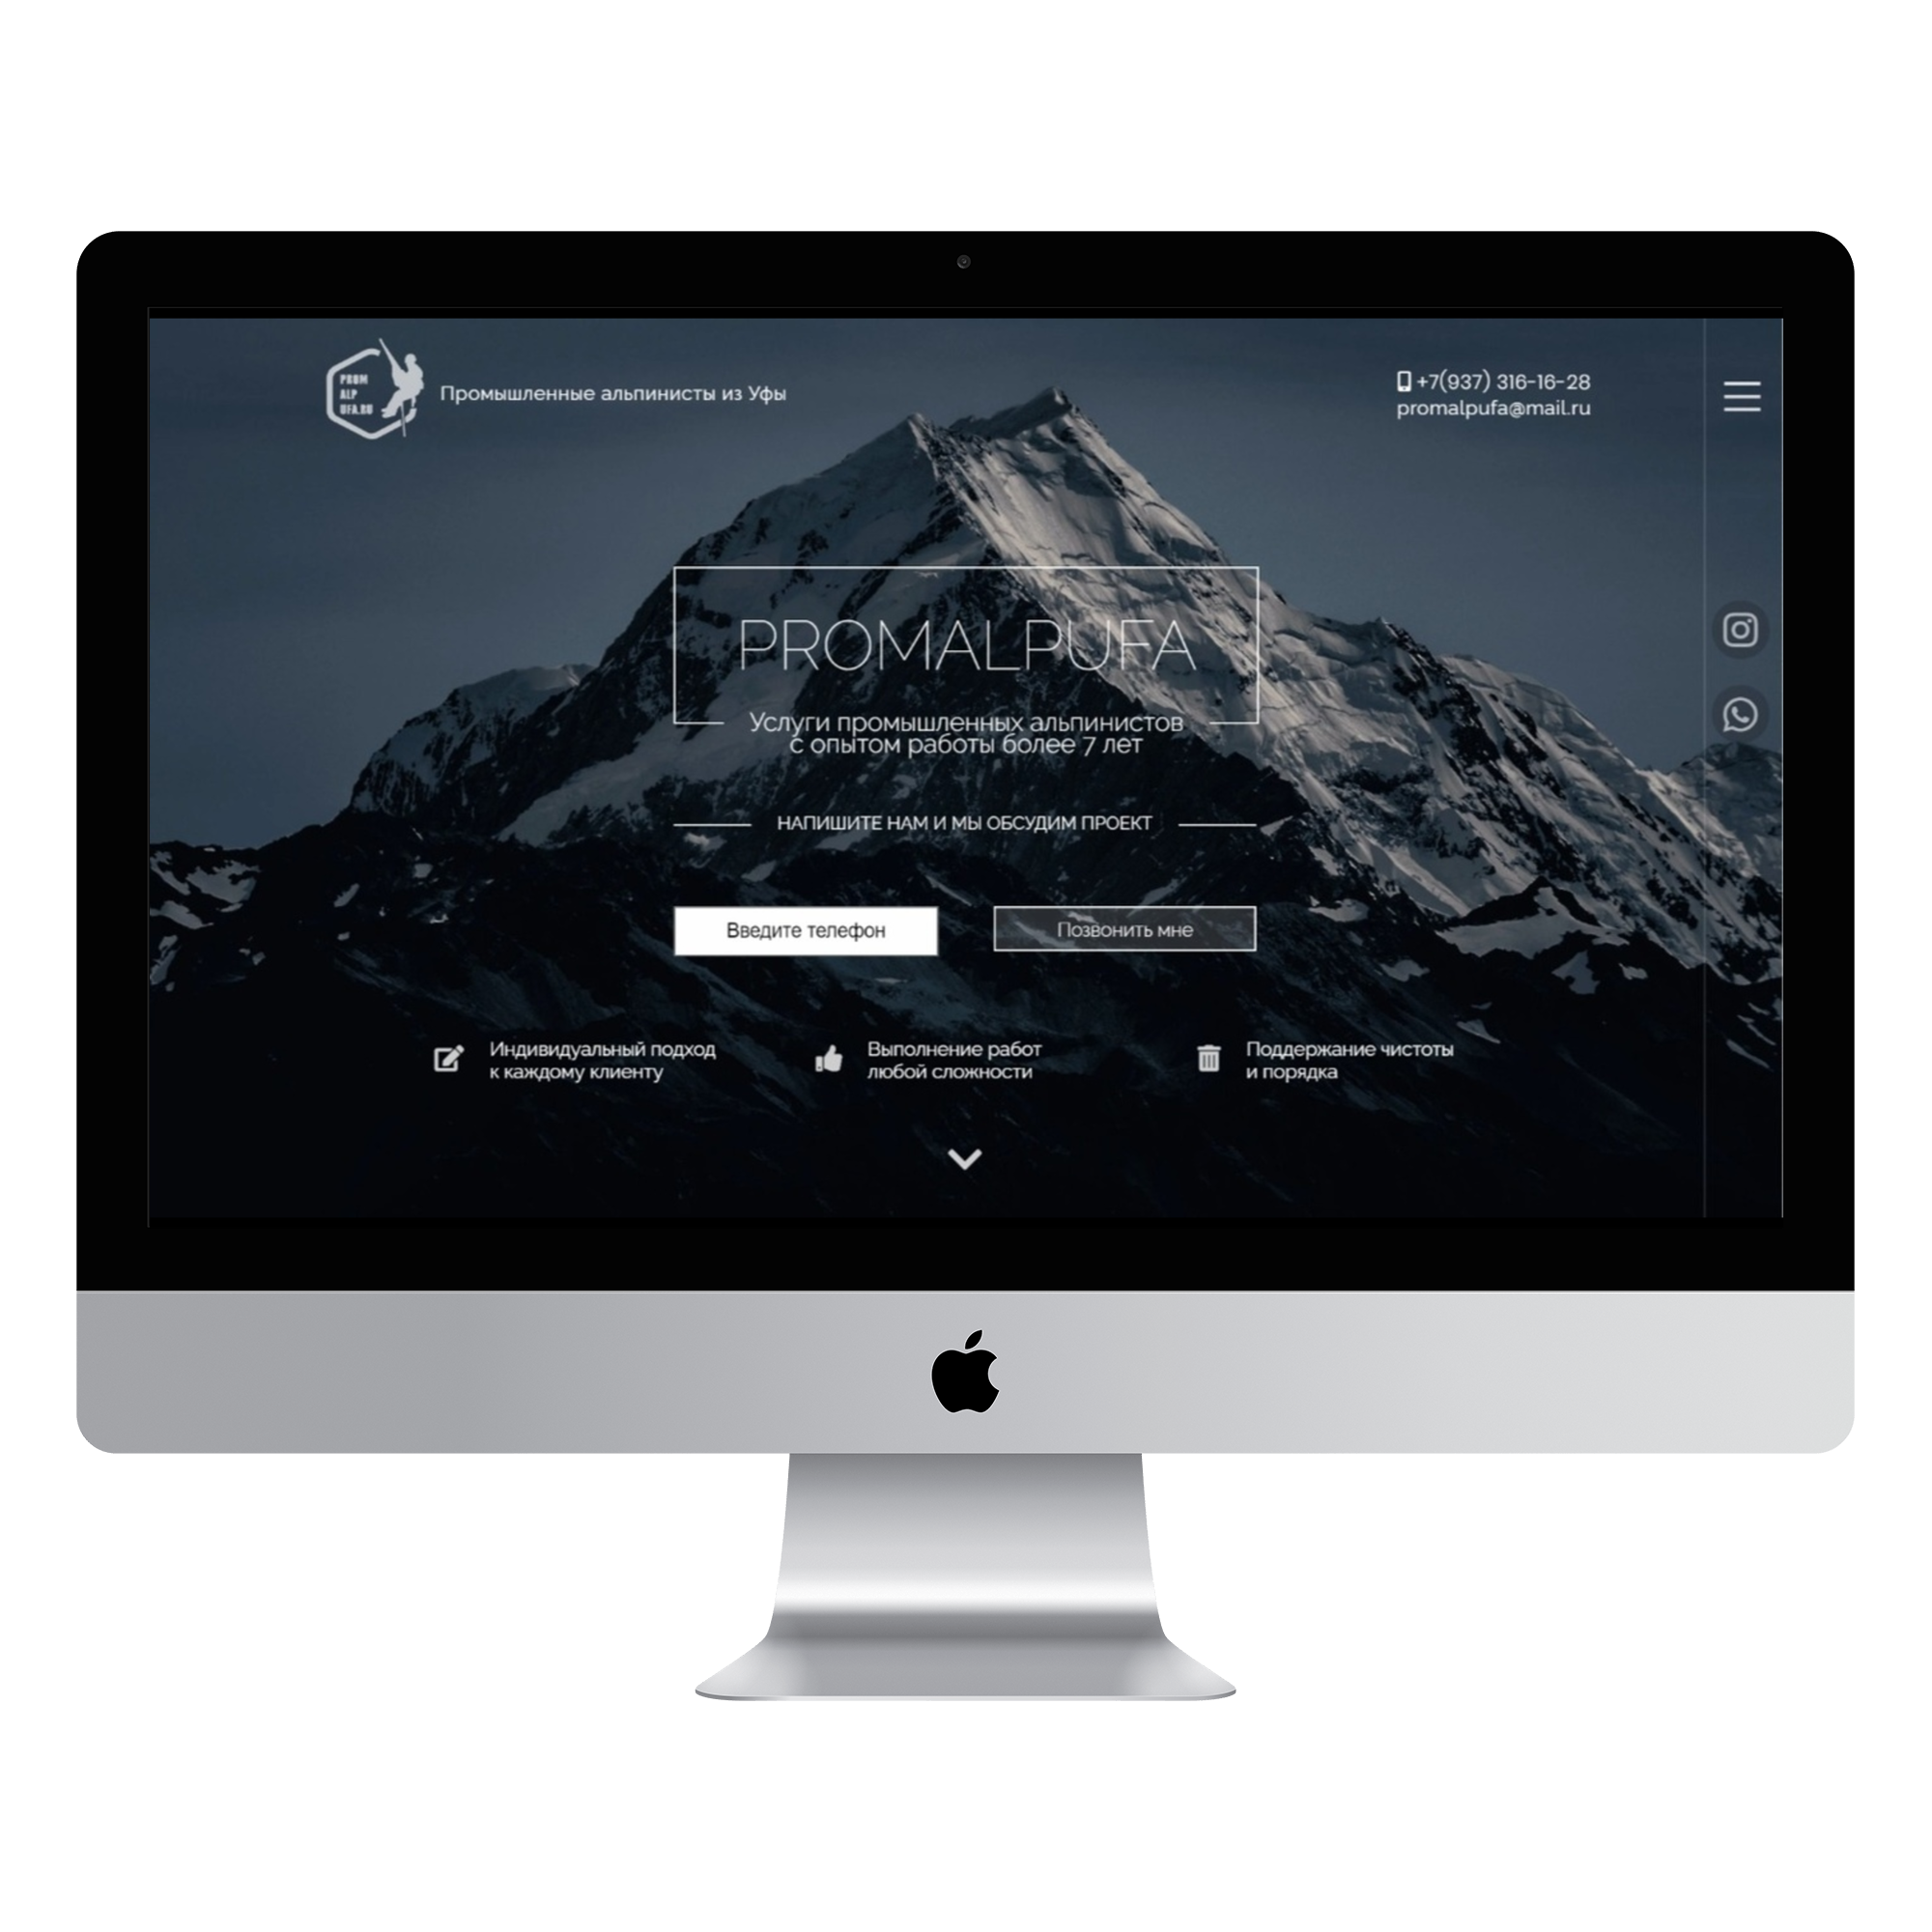 PROM
ALP
UFA.RU
Промышленные альпинисты из Уфы
+7(937) 316-16-28
promalpufa@mail.ru
PROMALPUFA
Услуги промышленных альпинистов
с опытом работы более 7 лет
НАПИШИТЕ НАМ И МЫ ОБСУДИМ ПРОЕКТ
Введите телефон
Позвонить мне
Индивидуальный подход
к каждому клиенту
Выполнение работ
любой сложности
Поддержание чистоты
и порядка